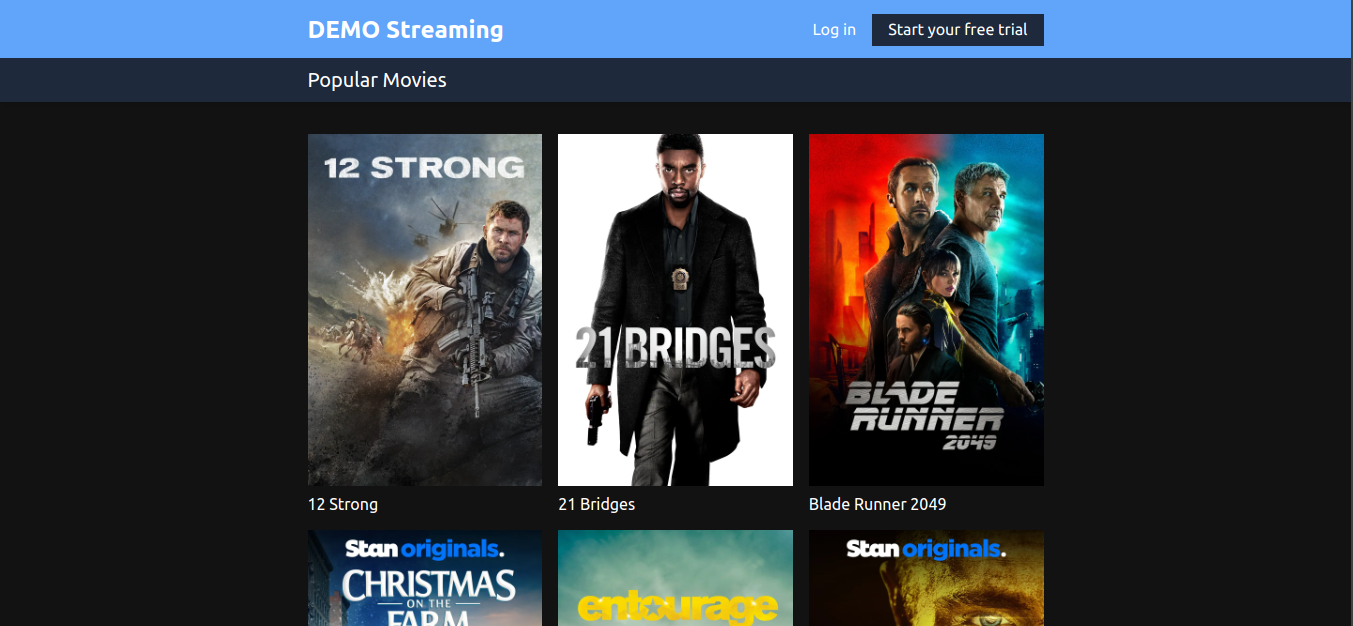 DEMO Streaming
Log in
Start your free trial
Popular Movies
12 STRONG
21 BRIDGES
BLADE
RUNNER
2049
12 Strong
21 Bridges
Blade Runner 2049
Stan originals.
CHRISTMAS
ON THE
FARM
entourage
Stan originals.